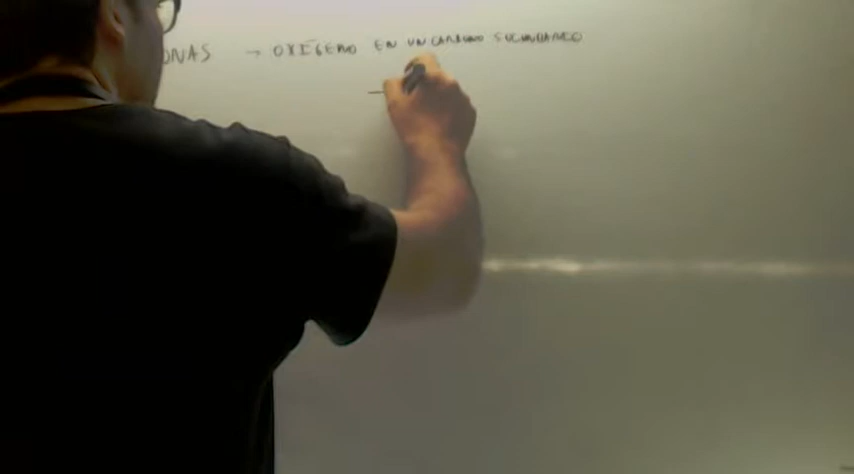 ONAS → OXÍGENO EN UN CARBONO SECUNDARIO